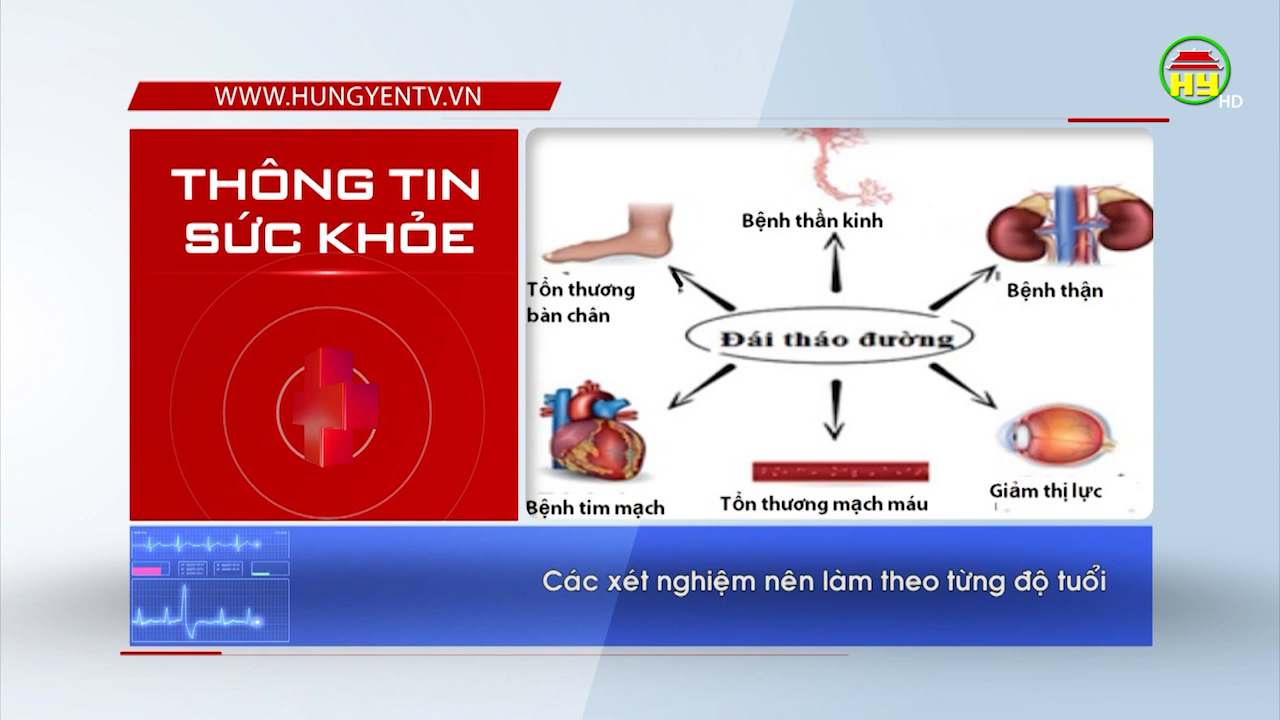 WWW.HUNGYENTV.VN
HY
HD
THÔNG TIN
SỨC KHỎE
Bệnh thần kinh
Tổn thương
bàn chân
Bệnh thận
Đái tháo đường
Bệnh tim mạch
Tổn thương mạch máu
Giảm thị lực
Các xét nghiệm nên làm theo từng độ tuổi